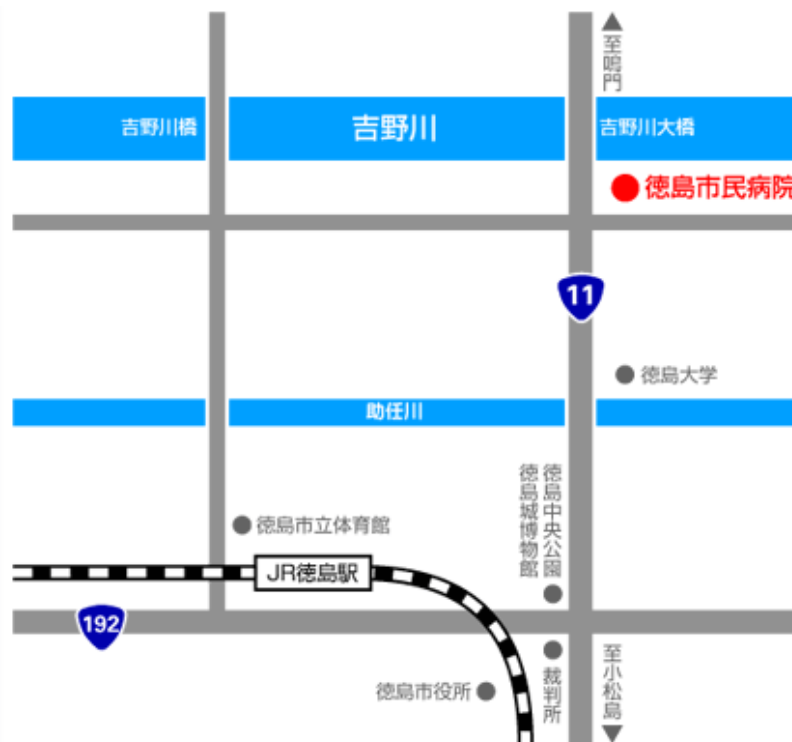 至鳴門
吉野川橋
吉野川
吉野川大橋
徳島市民病院
11
徳島大学
助任川
徳島中央公園
徳島城博物館
徳島市立体育館
JR徳島駅
192
徳島市役所
裁判所
至小松島